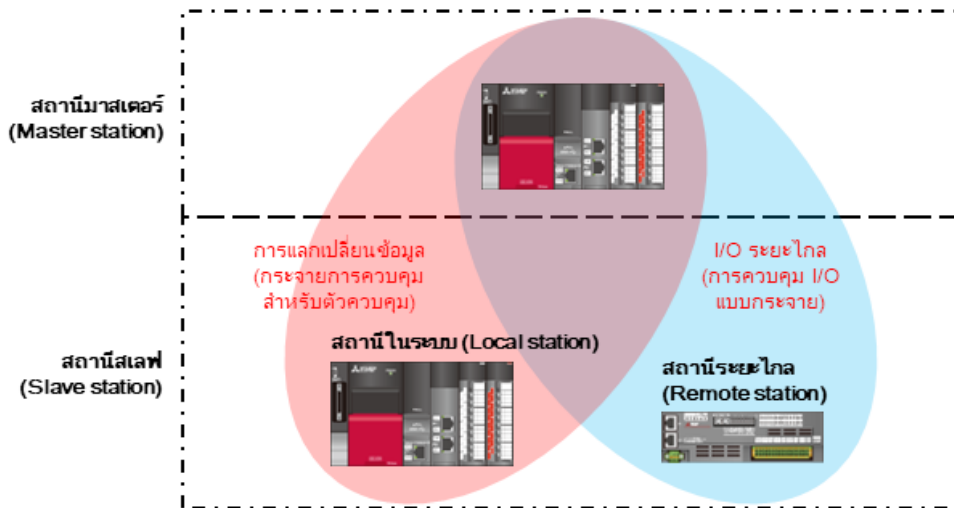 สถานีมาสเตอร์
(Master station)
การแลกเปลี่ยนข้อมูล
(กระจายการควบคุม
สำหรับตัวควบคุม)
I/O ระยะไกล
(การควบคุม I/O
แบบกระจาย)
สถานีสเลฟ
(Slave station)
สถานีในระบบ (Local station)
สถานีระยะไกล
(Remote station)